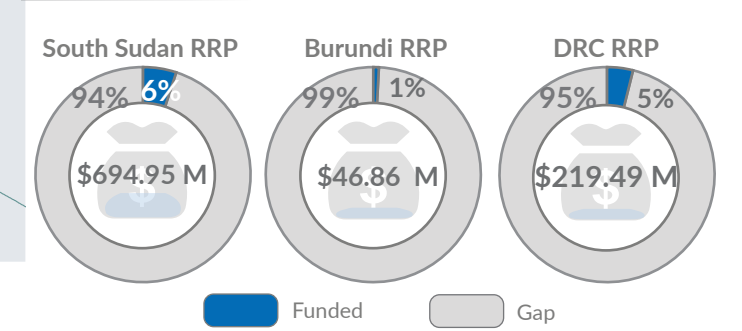 South Sudan RRP
94%
6%
$694.95 M
$
Burundi RRP
99%
1%
$46.86 M
$
DRC RRP
95%
5%
$219.49 M
$
Funded
Gap